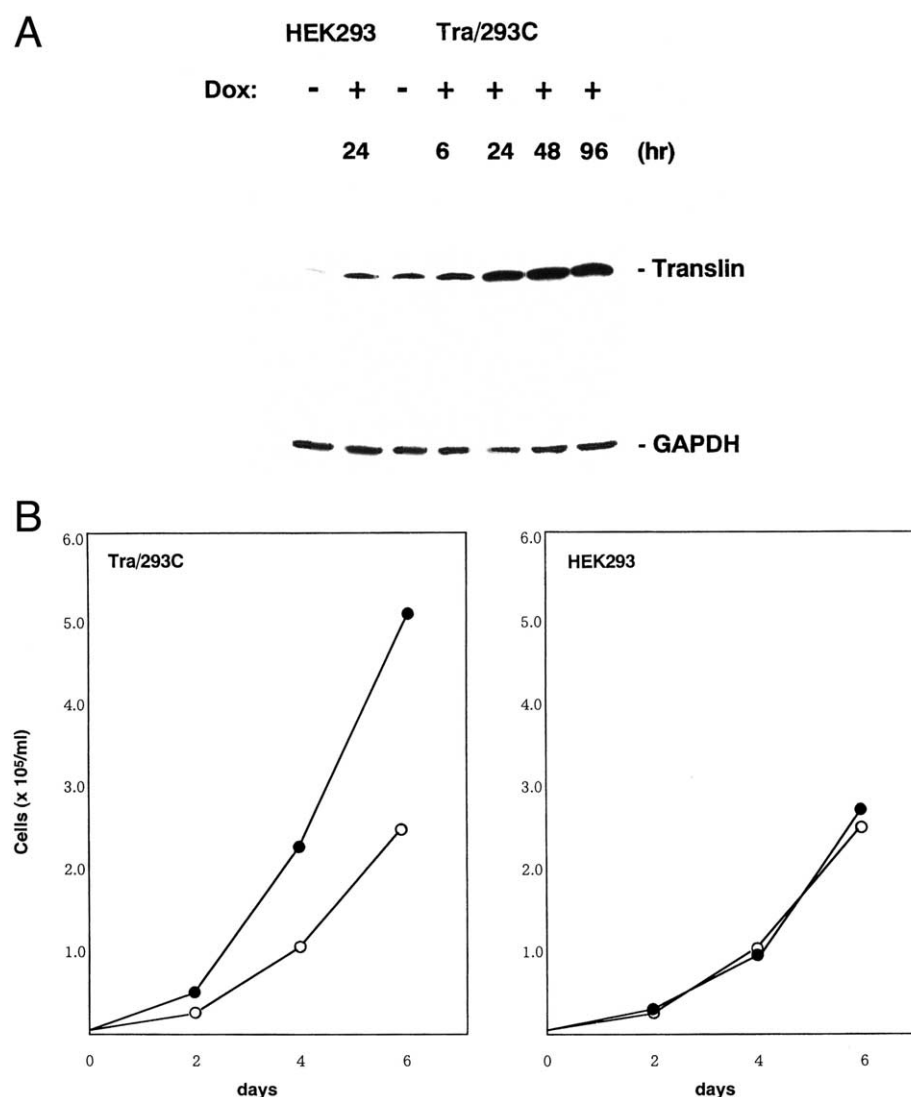 A
HEK293 Tra/293C
Dox: - + - + + + +
24 6 24 48 96 (hr)
- Translin
- GAPDH
B
6.0
5.0
4.0
3.0
2.0
1.0
Cells (x 10⁵/ml)
Tra/293C
0 2 4 6
days
6.0
5.0
4.0
3.0
2.0
1.0
HEK293
0 2 4 6
days